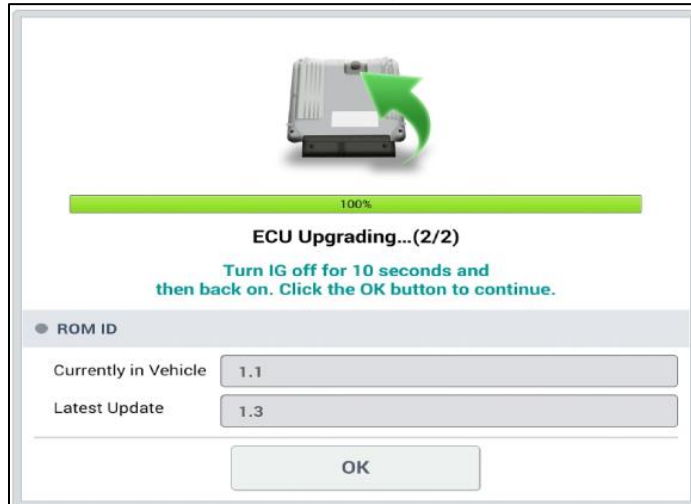 100%
ECU Upgrading...(2/2)
Turn IG off for 10 seconds and
then back on. Click the OK button to continue.
ROM ID
Currently in Vehicle 1.1
Latest Update 1.3
OK